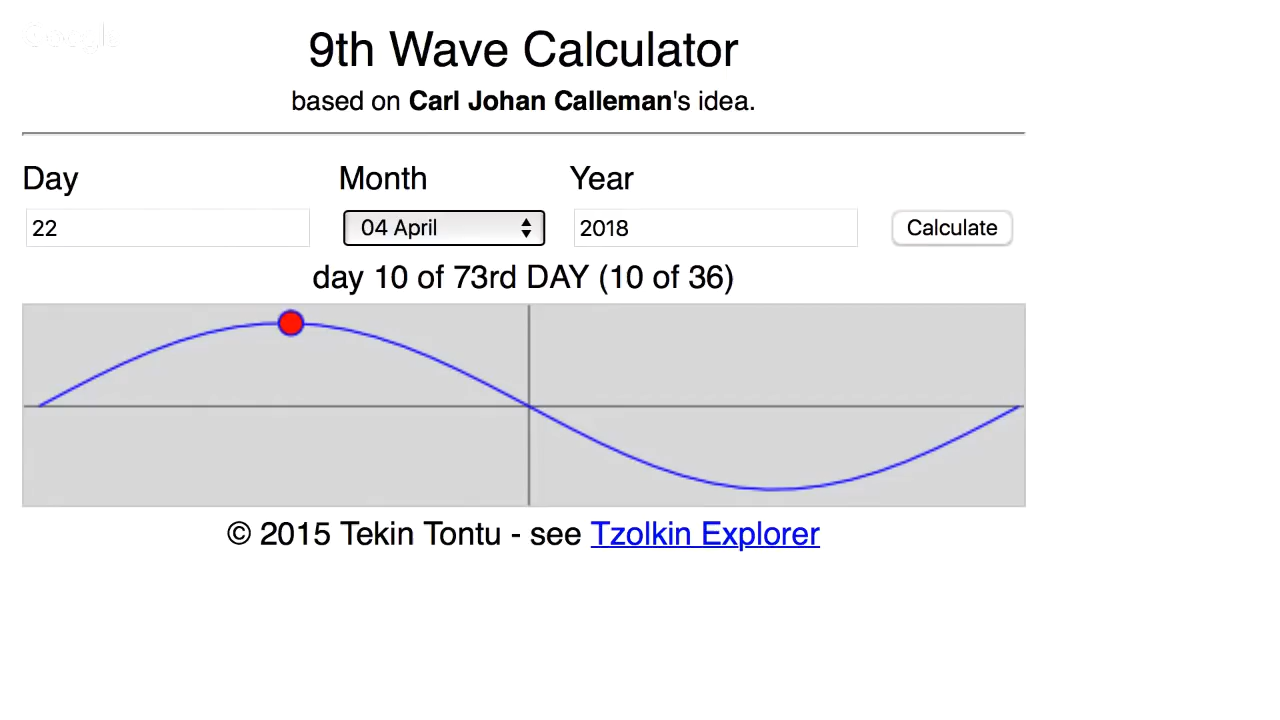 Google
9th Wave Calculator
based on Carl Johan Calleman's idea.
Day Month Year
22 04 April 2018 Calculate
day 10 of 73rd DAY (10 of 36)
© 2015 Tekin Tontu - see Tzolkin Explorer